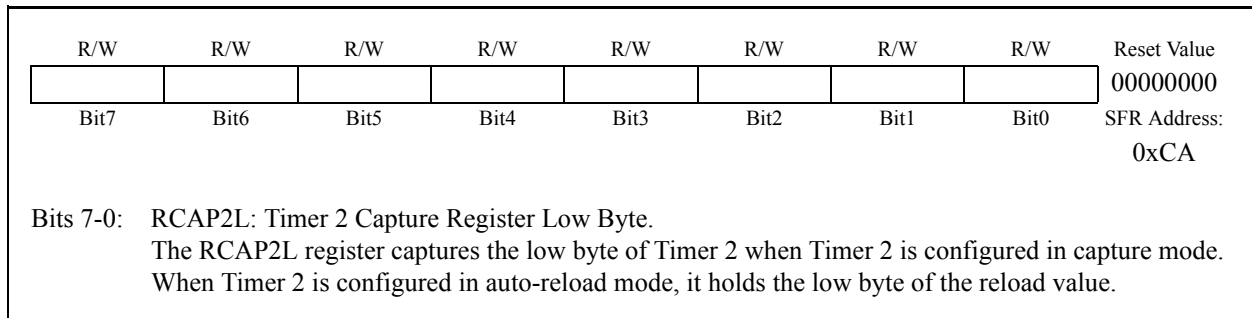 R/W R/W R/W R/W R/W R/W R/W R/W Reset Value
00000000
Bit7 Bit6 Bit5 Bit4 Bit3 Bit2 Bit1 Bit0 SFR Address:
0xCA
Bits 7-0: RCAP2L: Timer 2 Capture Register Low Byte.
The RCAP2L register captures the low byte of Timer 2 when Timer 2 is configured in capture mode.
When Timer 2 is configured in auto-reload mode, it holds the low byte of the reload value.